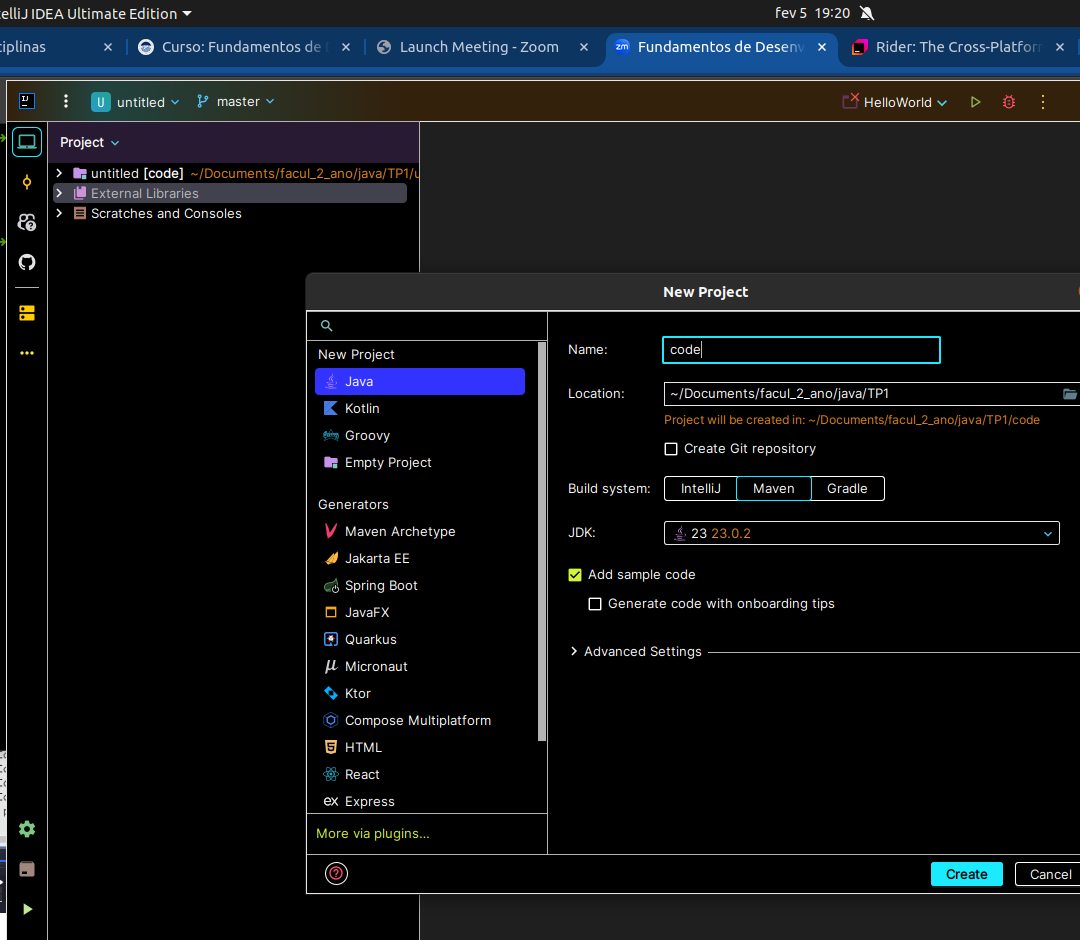 elliJ IDEA Ultimate Edition
fev 5 19:20
iplinas
Curso: Fundamentos de
Launch Meeting - Zoom
zm Fundamentos de Desenv
Rider: The Cross-Platfor
IJ
U untitled
master
HelloWorld
Project
untitled [code] ~/Documents/facul_2_ano/java/TP1/u
External Libraries
Scratches and Consoles
New Project
New Project
Java
Kotlin
Groovy
Empty Project
Generators
Maven Archetype
Jakarta EE
Spring Boot
JavaFX
Quarkus
Micronaut
Ktor
Compose Multiplatform
HTML
React
ex Express
More via plugins...
Name: code
Location: ~/Documents/facul_2_ano/java/TP1
Project will be created in: ~/Documents/facul_2_ano/java/TP1/code
Create Git repository
Build system: IntelliJ Maven Gradle
JDK: 23 23.0.2
Add sample code
Generate code with onboarding tips
Advanced Settings
Create
Cancel